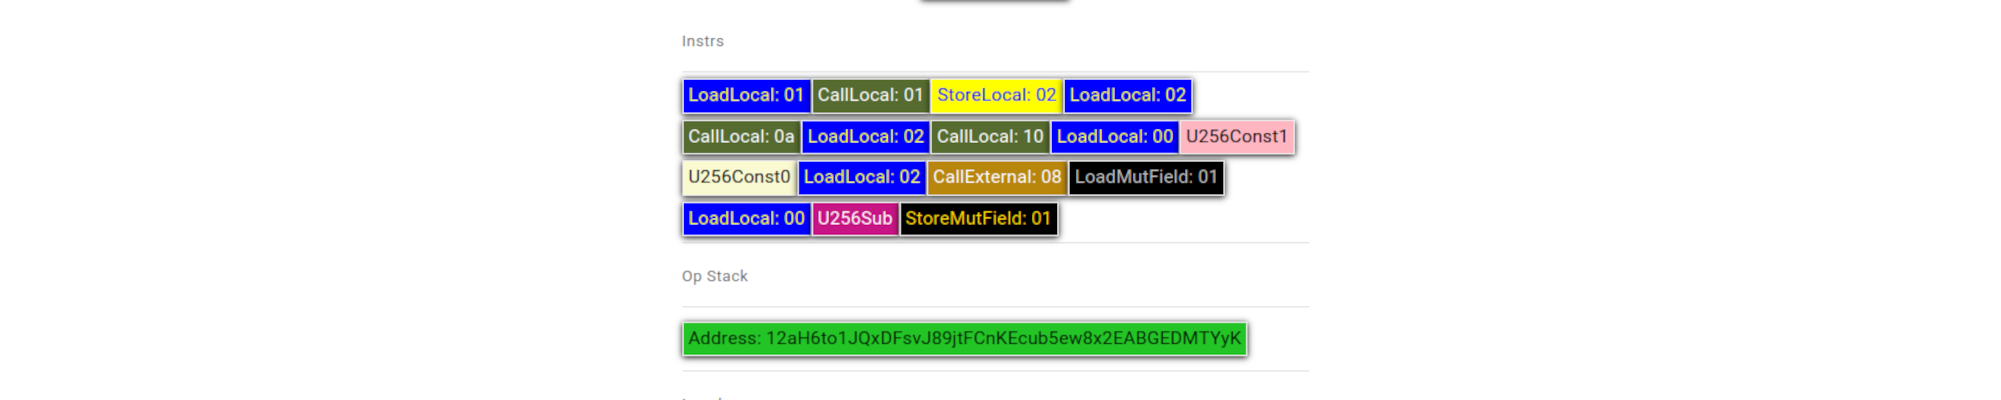 Instrs
LoadLocal: 01 CallLocal: 01 StoreLocal: 02 LoadLocal: 02
CallLocal: 0a LoadLocal: 02 CallLocal: 10 LoadLocal: 00 U256Const1
U256Const0 LoadLocal: 02 CallExternal: 08 LoadMutField: 01
LoadLocal: 00 U256Sub StoreMutField: 01
Op Stack
Address: 12aH6to1JQxDFsvJ89jtFCnKEcub5ew8x2EABGEDMTYyK